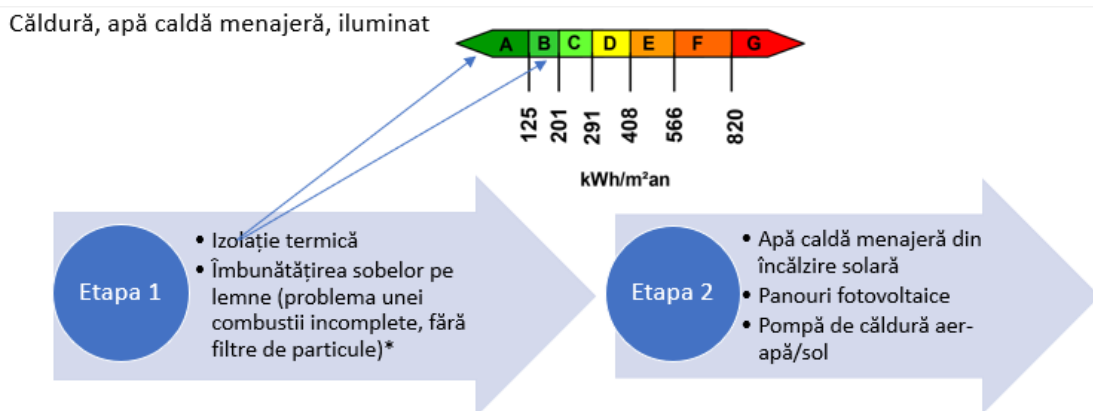 Căldură, apă caldă menajeră, iluminat
A B C D E F G
125 201 291 408 566 820
kWh/m²an
Etapa 1
• Izolație termică
• Îmbunătățirea sobelor pe
lemne (problema unei
combustii incomplete, fără
filtre de particule)*
Etapa 2
• Apă caldă menajeră din
încălzire solară
• Panouri fotovoltaice
• Pompă de căldură aer-
apă/sol